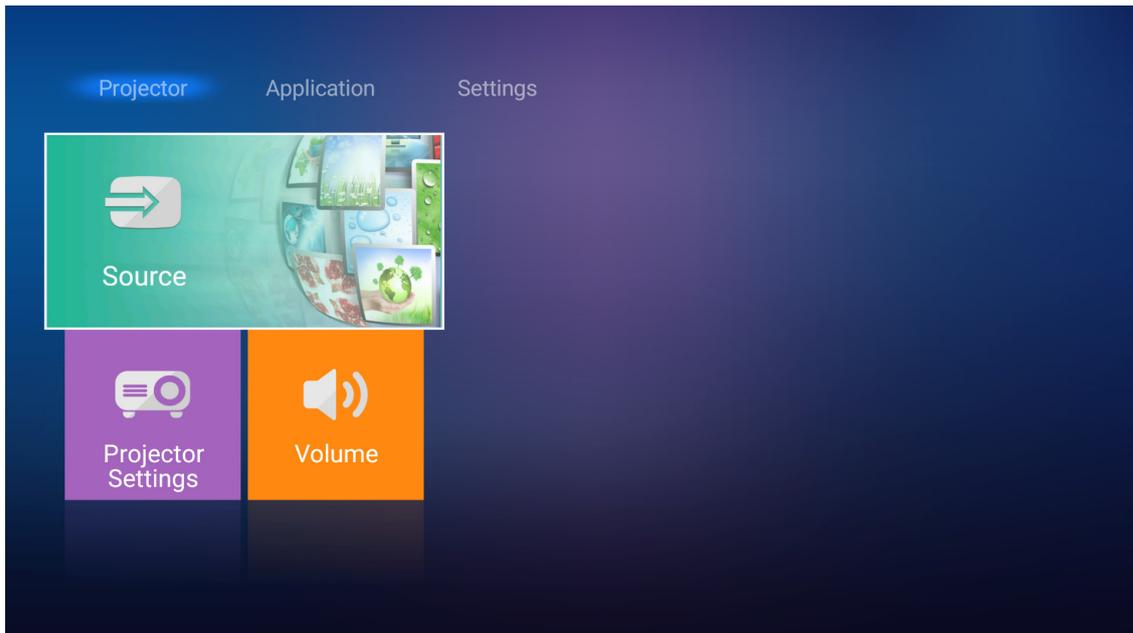 Projector
Application
Settings
Source
Projector
Settings
Volume